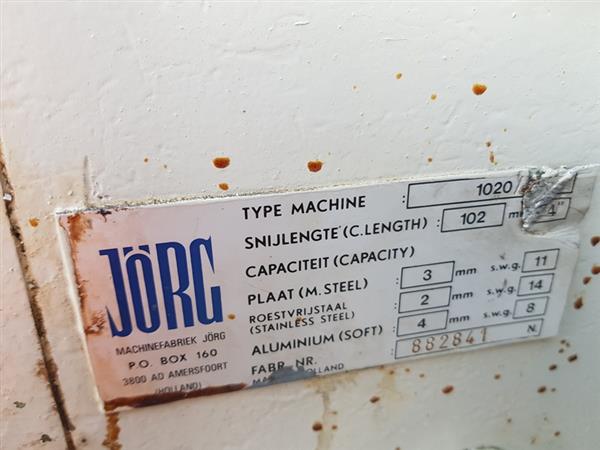 JÖRG
MACHINEFABRIEK JÖRG
P.O. BOX 160
3800 AD AMERSFOORT
(HOLLAND)
TYPE MACHINE : 1020/
SNIJLENGTE (C.LENGTH) : 102 4"
CAPACITEIT (CAPACITY)
PLAAT (M. STEEL) : 3 mm s.w.g. 11
ROESTVRIJSTAAL
(STAINLESS STEEL) : 2 mm s.w.g. 14
ALUMINIUM (SOFT) : 4 mm s.w.g. 8
FABR. NR. : 882841 N.